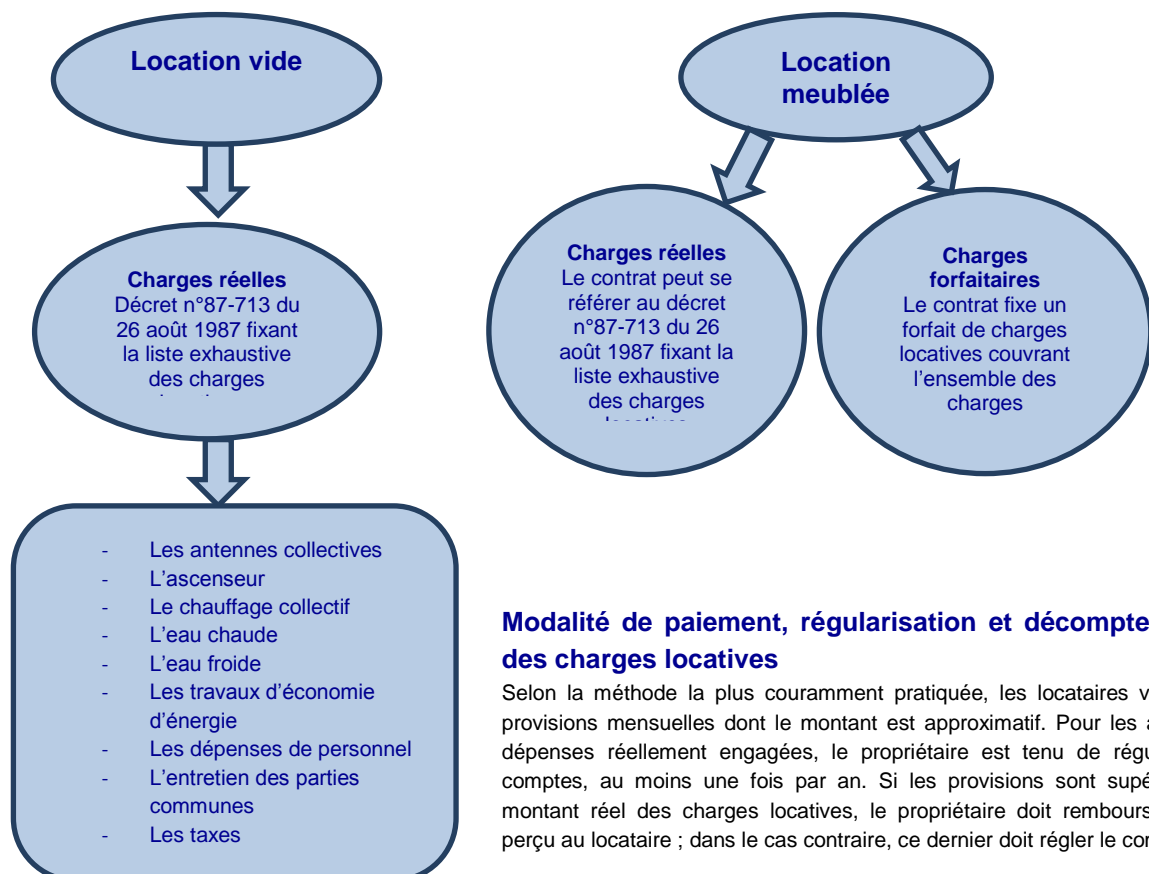 Location vide
Charges réelles
Décret n°87-713 du
26 août 1987 fixant
la liste exhaustive
des charges
- Les antennes collectives
- L'ascenseur
- Le chauffage collectif
- L'eau chaude
- L'eau froide
- Les travaux d'économie
d'énergie
- Les dépenses de personnel
- L'entretien des parties
communes
- Les taxes
Location
meublée
Charges réelles
Le contrat peut se
référer au décret
n°87-713 du 26
août 1987 fixant la
liste exhaustive
des charges
Charges
forfaitaires
Le contrat fixe un
forfait de charges
locatives couvrant
l'ensemble des
charges
Modalité de paiement, régularisation et décompte
des charges locatives
Selon la méthode la plus couramment pratiquée, les locataires
provisions mensuelles dont le montant est approximatif. Pour les
dépenses réellement engagées, le propriétaire est tenu de
comptes, au moins une fois par an. Si les provisions sont
montant réel des charges locatives, le propriétaire doit
perçu au locataire ; dans le cas contraire, ce dernier doit régler le